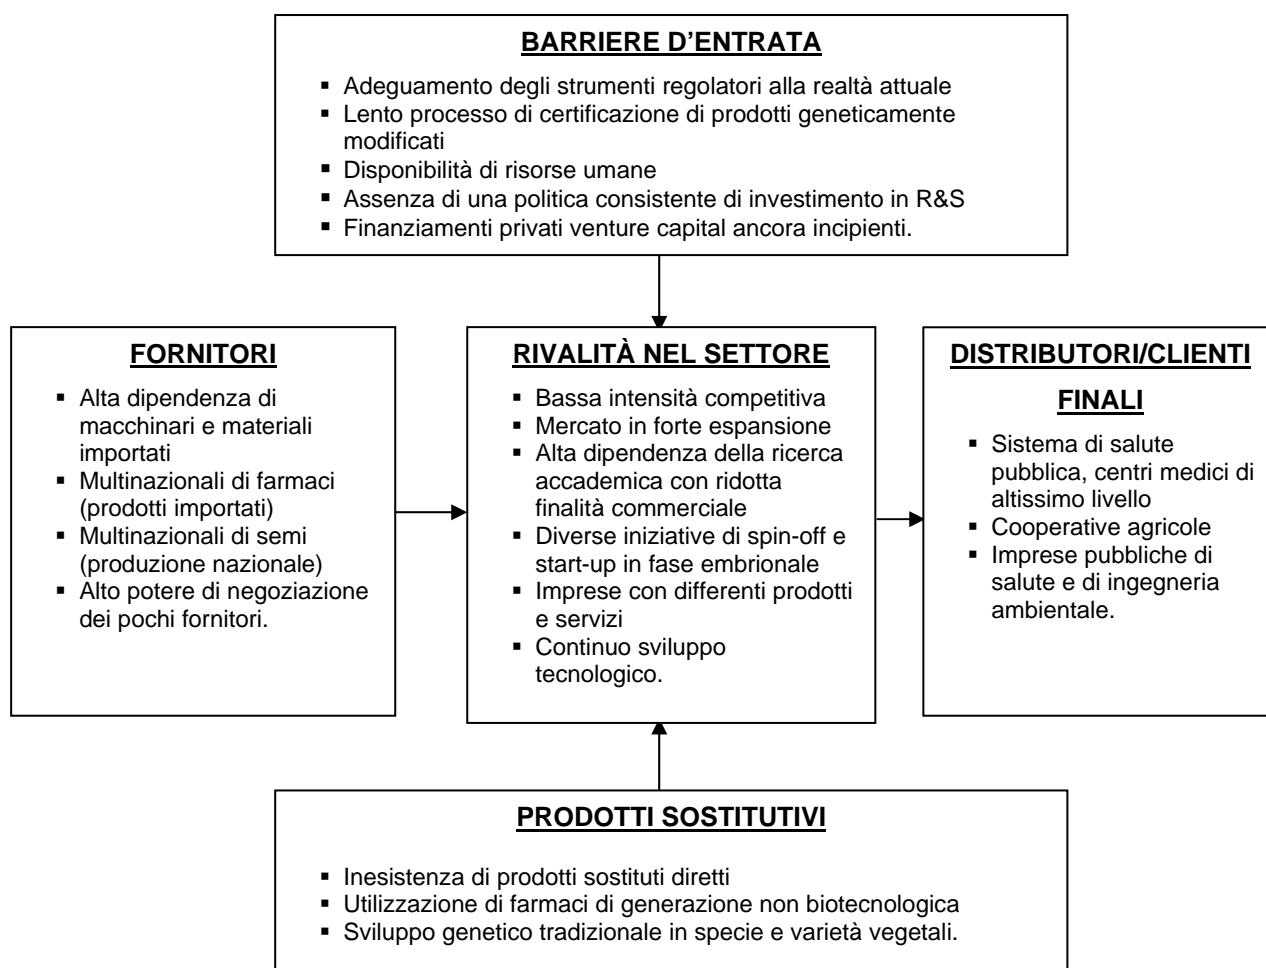 BARRIERE D’ENTRATA
▪ Adeguamento degli strumenti regolatori alla realtà attuale
▪ Lento processo di certificazione di prodotti geneticamente
modificati
▪ Disponibilità di risorse umane
▪ Assenza di una politica consistente di investimento in R&S
▪ Finanziamenti privati venture capital ancora incipienti.
FORNITORI
▪ Alta dipendenza di
macchinari e materiali
importati
▪ Multinazionali di farmaci
(prodotti importati)
▪ Multinazionali di semi
(produzione nazionale)
▪ Alto potere di negoziazione
dei pochi fornitori.
RIVALITÀ NEL SETTORE
▪ Bassa intensità competitiva
▪ Mercato in forte espansione
▪ Alta dipendenza della ricerca
accademica con ridotta
finalità commerciale
▪ Diverse iniziative di spin-off e
start-up in fase embrionale
▪ Imprese con differenti prodotti
e servizi
▪ Continuo sviluppo
tecnologico.
DISTRIBUTORI/CLIENTI
FINALI
▪ Sistema di salute
pubblica, centri medici di
altissimo livello
▪ Cooperative agricole
▪ Imprese pubbliche di
salute e di ingegneria
ambientale.
PRODOTTI SOSTITUTIVI
▪ Inesistenza di prodotti sostituti diretti
▪ Utilizzazione di farmaci di generazione non biotecnologica
▪ Sviluppo genetico tradizionale in specie e varietà vegetali.